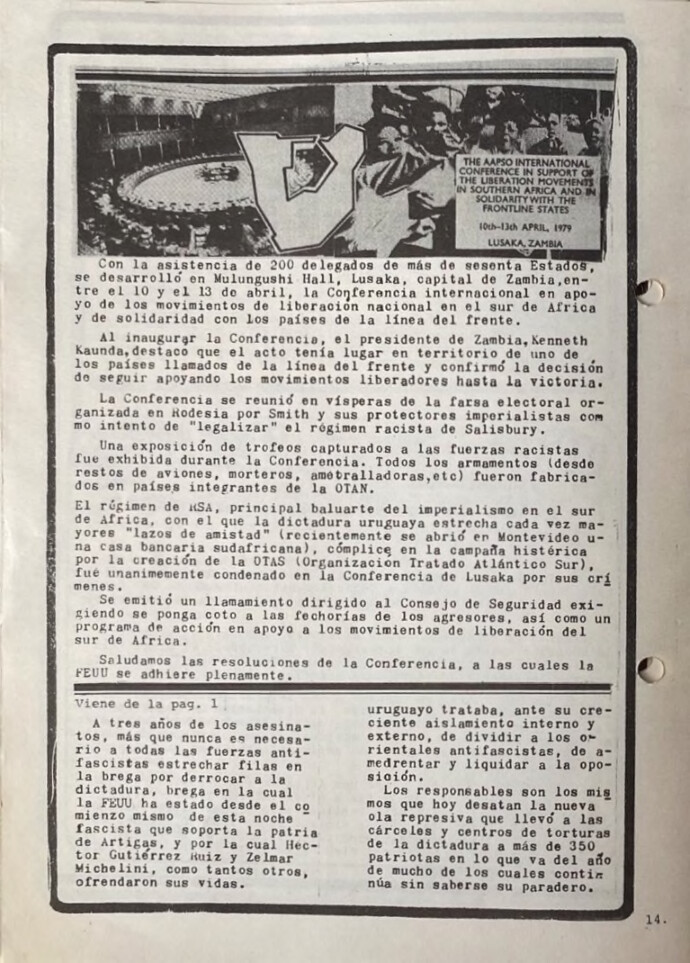 THE AAPSO INTERNATIONAL
CONFERENCE IN SUPPORT OF
THE LIBERATION MOVEMENTS
IN SOUTHERN AFRICA AND IN
SOLIDARITY WITH THE
FRONTLINE STATES
10th-13th APRIL, 1979
LUSAKA, ZAMBIA
Con la asistencia de 200 delegados de más de sesenta Estados,
se desarrolló en Mulungushi Hall, Lusaka, capital de Zambia,en-
tre el 10 y el 13 de abril, la Conferencia internacional en apo-
yo de los movimientos de liberación nacional en el sur de Africa
y de solidaridad con los países de la línea del frente.
Al inaugurar la Conferencia, el presidente de Zambia,Kenneth
Kaunda,destacó que el acto tenía lugar en territorio de uno de
los países llamados de la línea del frente y confirmó la decisión
de seguir apoyando los movimientos liberadores hasta la victoria.
La Conferencia se reunió en vísperas de la farsa electoral or-
ganizada en Rodesia por Smith y sus protectores imperialistas com
mo intento de "legalizar" el régimen racista de Salisbury.
Una exposición de trofeos capturados a las fuerzas racistas
fue exhibida durante la Conferencia. Todos los armamentos (desde
restos de aviones, morteros, ametralladoras,etc) fueron fabrica-
dos en países integrantes de la OTAN.
El régimen de RSA, principal baluarte del imperialismo en el sur
de Africa, con el que la dictadura uruguaya estrecha cada vez ma-
yores "lazos de amistad" (recientemente se abrió en Montevideo u-
na casa bancaria sudafricana), cómplice en la campaña histérica
por la creación de la OTAS (Organizacion Tratado Atlántico Sur),
fué unanimemente condenado en la Conferencia de Lusaka por sus crí
menes.
Se emitió un llamamiento dirigido al Consejo de Seguridad exi-
giendo se ponga coto a las fechorías de los agresores, así como un
programa de acción en apoyo a los movimientos de liberación del
sur de Africa.
Saludamos las resoluciones de la Conferencia, a las cuales la
FEUU se adhiere plenamente.
Viene de la pag. 1
A tres años de los asesina-
tos, más que nunca es necesa-
rio a todas las fuerzas anti-
fascistas estrechar filas en
la brega por derrocar a la
dictadura, brega en la cual
la FEUU ha estado desde el co
mienzo mismo de esta noche
fascista que soporta la patria
de Artigas, y por la cual Héc-
tor Gutiérrez Ruiz y Zelmar
Michelini, como tantos otros,
ofrendaron sus vidas.
uruguayo trataba, ante su cre-
ciente aislamiento interno y
externo, de dividir a los o-
rientales antifascistas, de a-
medrentar y liquidar a la opo-
sición.
Los responsables son los mis
mos que hoy desatan la nueva
ola represiva que llevó a las
cárceles y centros de torturas
de la dictadura a más de 350
patriotas en lo que va del año
de mucho de los cuales contin
núa sin saberse su paradero.
14.